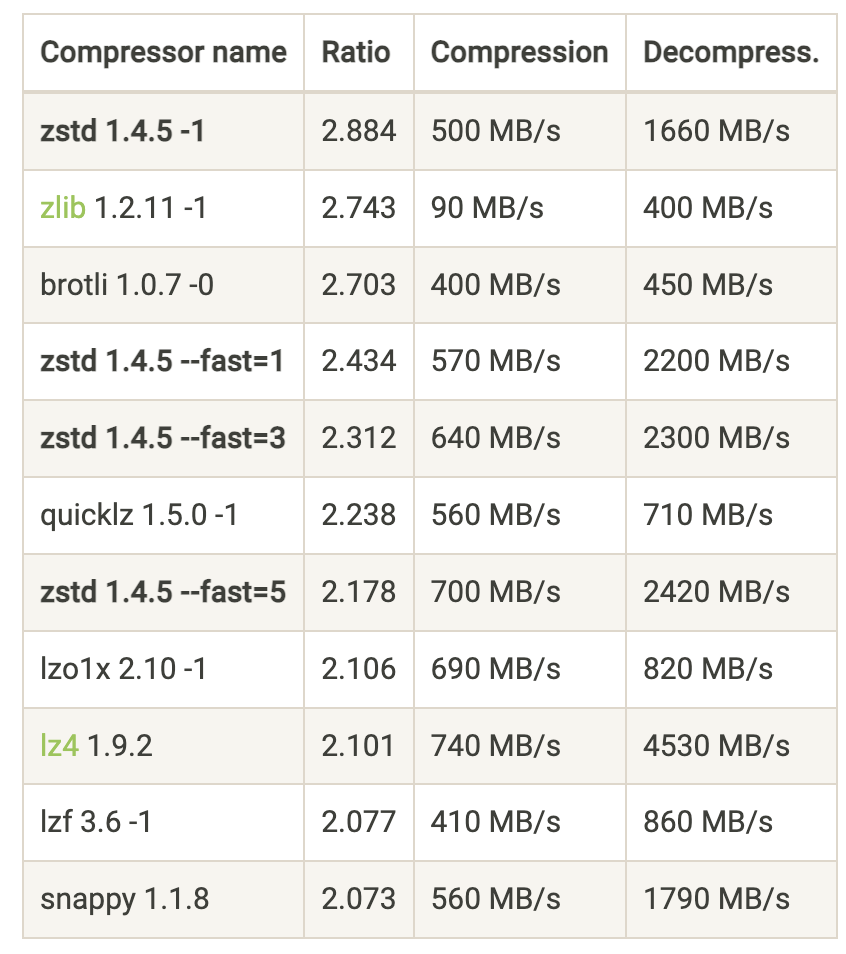 Compressor name Ratio Compression Decompress.
zstd 1.4.5 -1 2.884 500 MB/s 1660 MB/s
zlib 1.2.11 -1 2.743 90 MB/s 400 MB/s
brotli 1.0.7 -0 2.703 400 MB/s 450 MB/s
zstd 1.4.5 --fast=1 2.434 570 MB/s 2200 MB/s
zstd 1.4.5 --fast=3 2.312 640 MB/s 2300 MB/s
quicklz 1.5.0 -1 2.238 560 MB/s 710 MB/s
zstd 1.4.5 --fast=5 2.178 700 MB/s 2420 MB/s
lzo1x 2.10 -1 2.106 690 MB/s 820 MB/s
lz4 1.9.2 2.101 740 MB/s 4530 MB/s
lzf 3.6 -1 2.077 410 MB/s 860 MB/s
snappy 1.1.8 2.073 560 MB/s 1790 MB/s